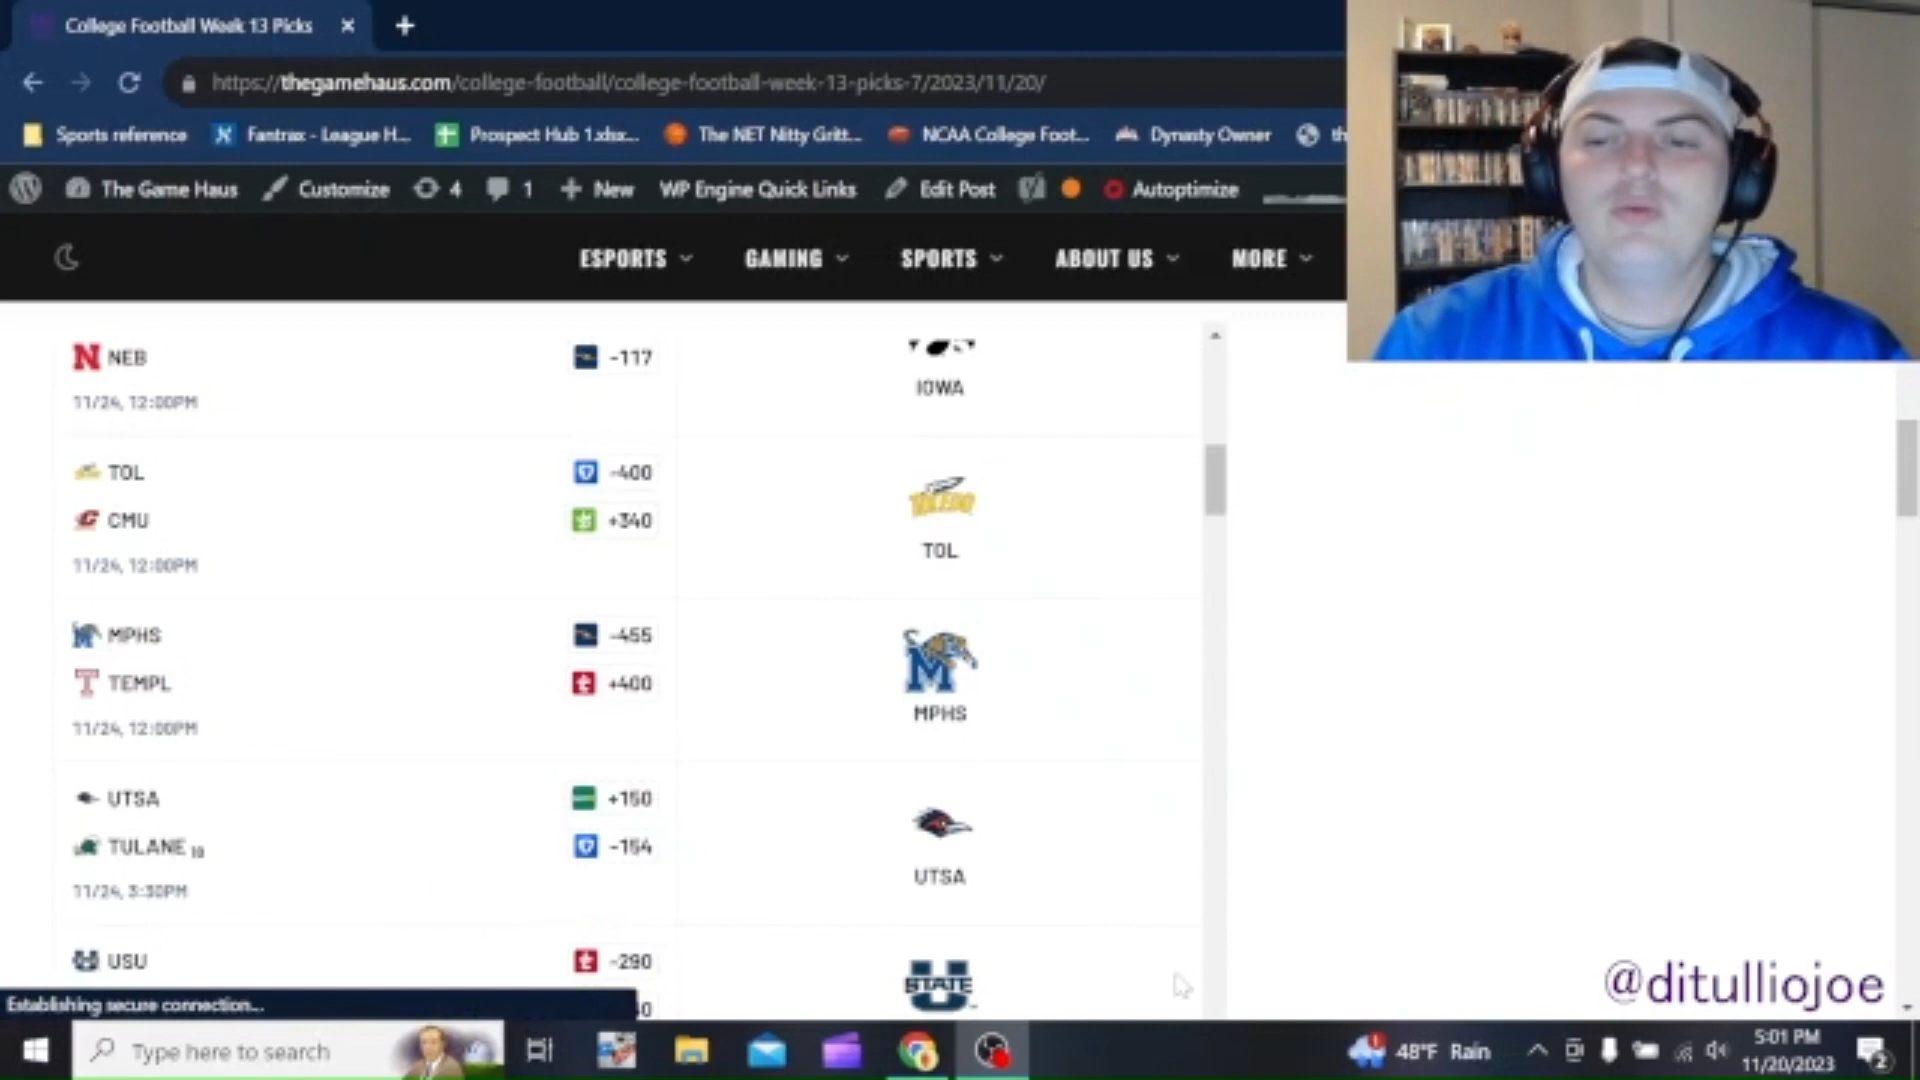 College Football Week 13 Picks
https://thegamehaus.com/college-football/college-football-week-13-picks-7/2023/11/20/
Sports reference Fantrax - League H... Prospect Hub 1.xlsx... The NET Nitty Gritt... NCAA College Foot... Dynasty Owner th
The Game Haus Customize 4 1 New WP Engine Quick Links Edit Post Autoptimize
ESPORTS GAMING SPORTS ABOUT US MORE
NEB -117
IOWA
11/24, 12:00PM
TOL -400
CMU +340
TOLEDO
TOL
11/24, 12:00PM
MPHS -455
TEMPL +400
M
MPHS
11/24, 12:00PM
UTSA +150
TULANE -154
UTSA
11/24, 3:30PM
USU -290
STATE
@ditulliojoe
Establishing secure connection...
Type here to search
48°F Rain
5:01 PM
11/20/2023
2